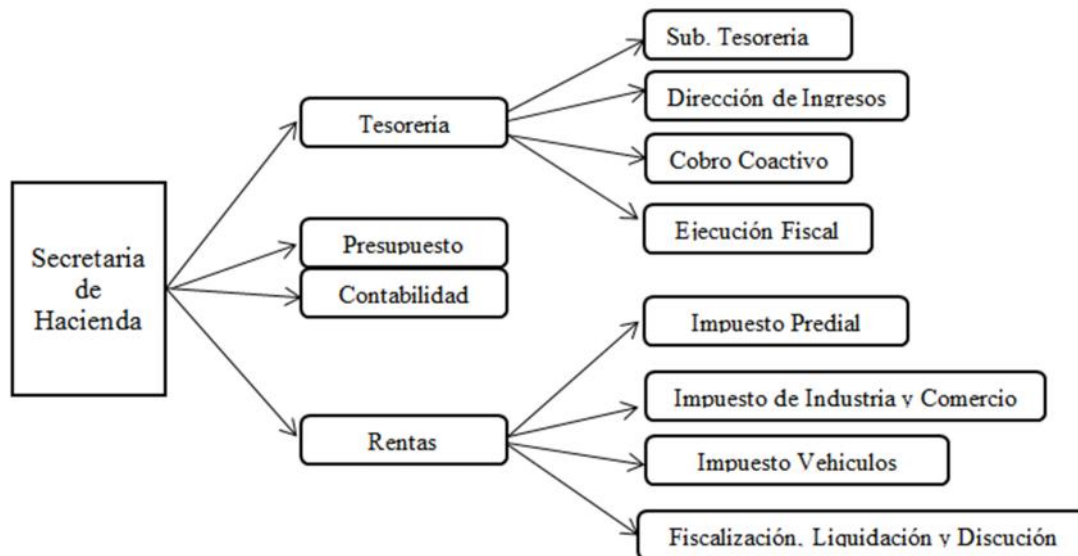 Secretaria
de
Hacienda
Tesoreria
Presupuesto
Contabilidad
Rentas
Sub. Tesoreria
Dirección de Ingresos
Cobro Coactivo
Ejecución Fiscal
Impuesto Predial
Impuesto de Industria y Comercio
Impuesto Vehiculos
Fiscalización, Liquidación y Discución